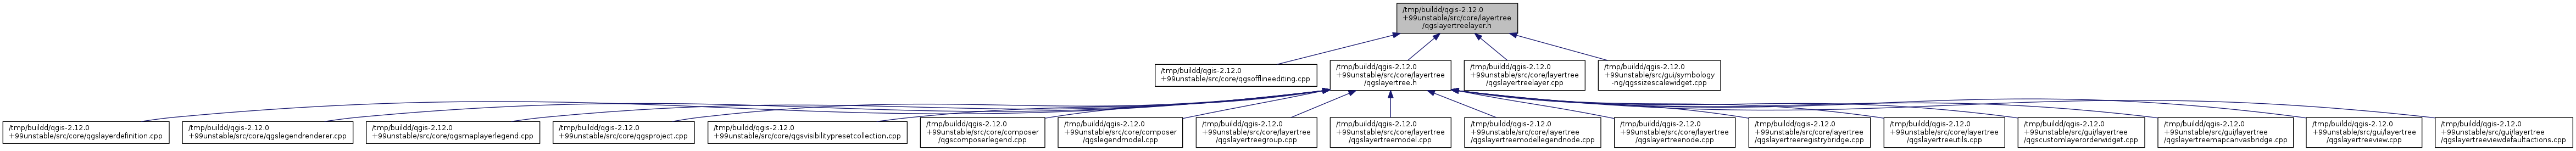 /tmp/buildd/qgis-2.12.0
+99unstable/src/core/layertree
/qgslayertreelayer.h
/tmp/buildd/qgis-2.12.0
+99unstable/src/core/qgsofflineediting.cpp
/tmp/buildd/qgis-2.12.0
+99unstable/src/core/layertree
/qgslayertree.h
/tmp/buildd/qgis-2.12.0
+99unstable/src/core/layertree
/qgslayertreelayer.cpp
/tmp/buildd/qgis-2.12.0
+99unstable/src/gui/symbology
-ng/qgssizescalewidget.cpp
/tmp/buildd/qgis-2.12.0
+99unstable/src/core/qgslayerdefinition.cpp
/tmp/buildd/qgis-2.12.0
+99unstable/src/core/qgslegendrenderer.cpp
/tmp/buildd/qgis-2.12.0
+99unstable/src/core/qgsmaplayerlegend.cpp
/tmp/buildd/qgis-2.12.0
+99unstable/src/core/qgsproject.cpp
/tmp/buildd/qgis-2.12.0
+99unstable/src/core/qgsvisibilitypresetcollection.cpp
/tmp/buildd/qgis-2.12.0
+99unstable/src/core/composer
/qgscomposerlegend.cpp
/tmp/buildd/qgis-2.12.0
+99unstable/src/core/composer
/qgslegendmodel.cpp
/tmp/buildd/qgis-2.12.0
+99unstable/src/core/layertree
/qgslayertreegroup.cpp
/tmp/buildd/qgis-2.12.0
+99unstable/src/core/layertree
/qgslayertreemodel.cpp
/tmp/buildd/qgis-2.12.0
+99unstable/src/core/layertree
/qgslayertreemodellegendnode.cpp
/tmp/buildd/qgis-2.12.0
+99unstable/src/core/layertree
/qgslayertreenode.cpp
/tmp/buildd/qgis-2.12.0
+99unstable/src/core/layertree
/qgslayertreeregistrybridge.cpp
/tmp/buildd/qgis-2.12.0
+99unstable/src/core/layertree
/qgslayertreeutils.cpp
/tmp/buildd/qgis-2.12.0
+99unstable/src/gui/layertree
/qgscustomlayerorderwidget.cpp
/tmp/buildd/qgis-2.12.0
+99unstable/src/gui/layertree
/qgslayertreemapcanvasbridge.cpp
/tmp/buildd/qgis-2.12.0
+99unstable/src/gui/layertree
/qgslayertreeview.cpp
/tmp/buildd/qgis-2.12.0
+99unstable/src/gui/layertree
/qgslayertreeviewdefaultactions.cpp